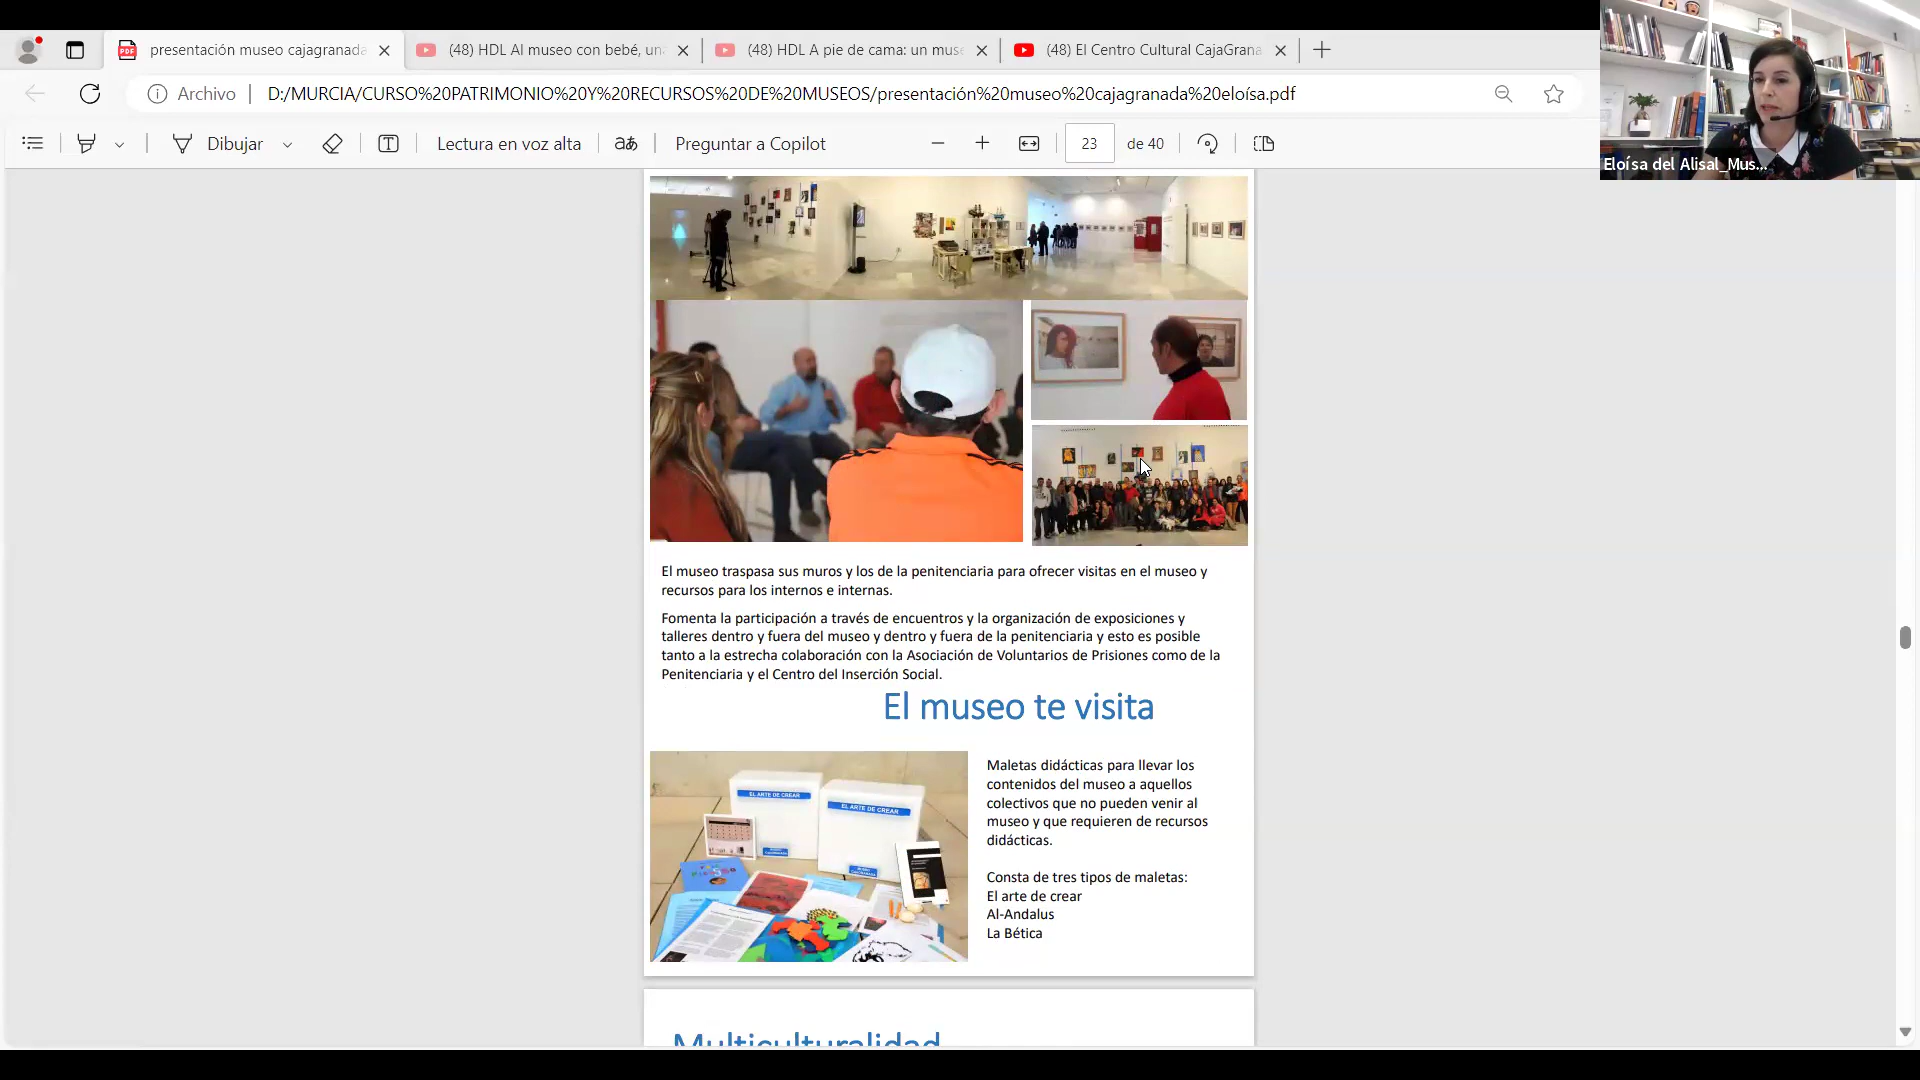 presentación museo cajagranada
(48) HDL Al museo con bebé, un
(48) HDL A pie de cama: un muse
(48) El Centro Cultural CajaGrana
Archivo
D:/MURCIA/CURSO%20PATRIMONIO%20Y%20RECURSOS%20DE%20MUSEOS/presentación%20museo%20cajagranada%20eloísa.pdf
Dibujar
Lectura en voz alta
aあ
Preguntar a Copilot
23
de 40
Eloísa del Alisal_Mus...
El museo traspasa sus muros y los de la penitenciaria para ofrecer visitas en el museo y
recursos para los internos e internas.
Fomenta la participación a través de encuentros y la organización de exposiciones y
talleres dentro y fuera del museo y dentro y fuera de la penitenciaria y esto es posible
tanto a la estrecha colaboración con la Asociación de Voluntarios de Prisiones como de la
Penitenciaria y el Centro del Inserción Social.
El museo te visita
EL ARTE DE CREAR
EL ARTE DE CREAR
Maletas didácticas para llevar los
contenidos del museo a aquellos
colectivos que no pueden venir al
museo y que requieren de recursos
didácticas.
Consta de tres tipos de maletas:
El arte de crear
Al-Andalus
La Bética
Multiculturalidad